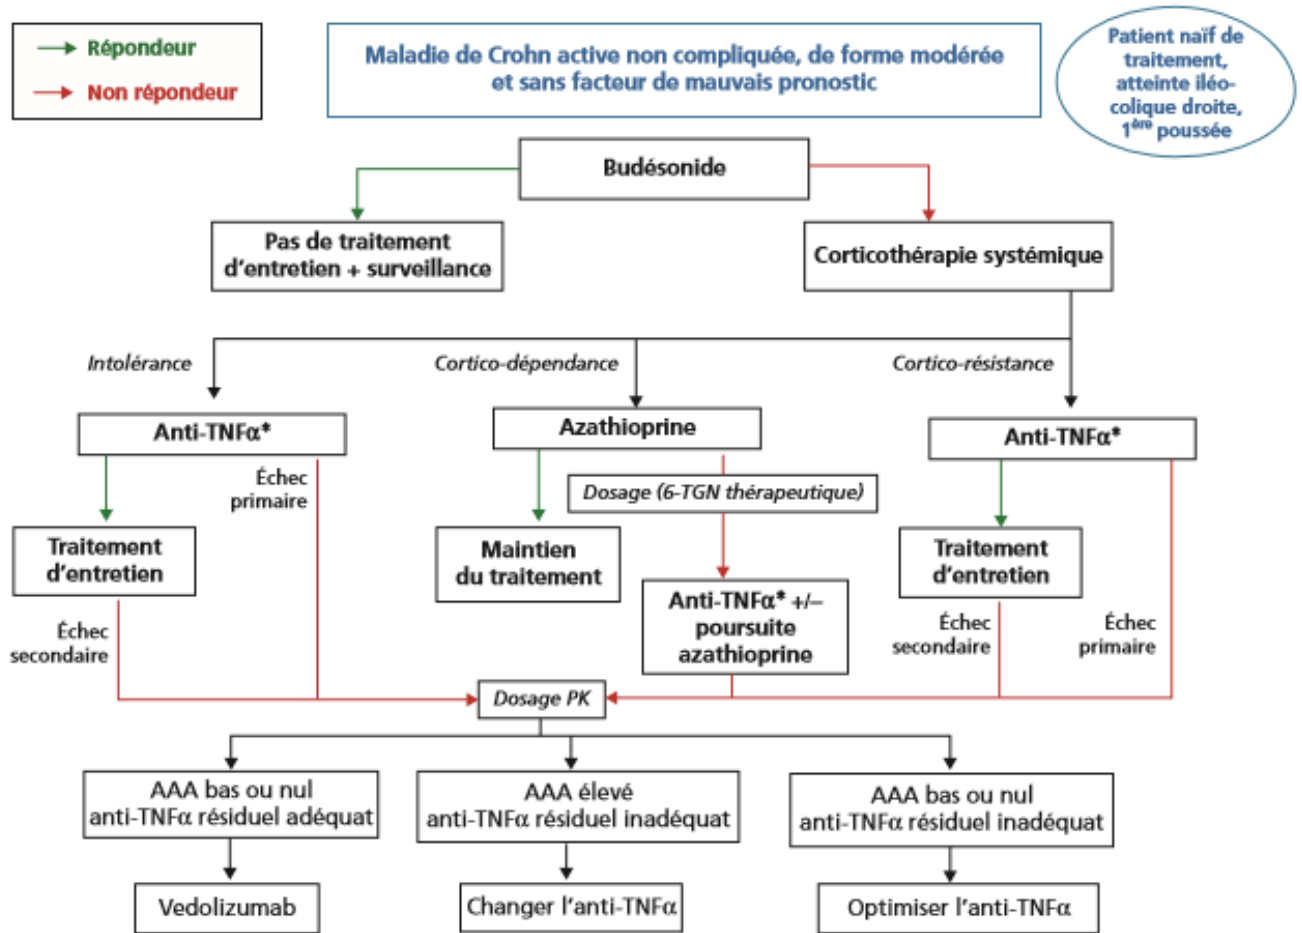 Répondeur
Non répondeur
Maladie de Crohn active non compliquée, de forme modérée
et sans facteur de mauvais pronostic
Patient naïf de
traitement,
atteinte iléo-
colique droite,
1ère poussée
Budésonide
Pas de traitement
d'entretien + surveillance
Corticothérapie systémique
Intolérance
Cortico-dépendance
Cortico-résistance
Anti-TNFα*
Azathioprine
Anti-TNFα*
Échec
primaire
Dosage (6-TGN thérapeutique)
Traitement
d'entretien
Maintien
du traitement
Traitement
d'entretien
Anti-TNFα* +/–
poursuite
azathioprine
Échec
secondaire
Échec
secondaire
Échec
primaire
Dosage PK
AAA bas ou nul
anti-TNFα résiduel adéquat
AAA élevé
anti-TNFα résiduel inadéquat
AAA bas ou nul
anti-TNFα résiduel inadéquat
Vedolizumab
Changer l'anti-TNFα
Optimiser l'anti-TNFα